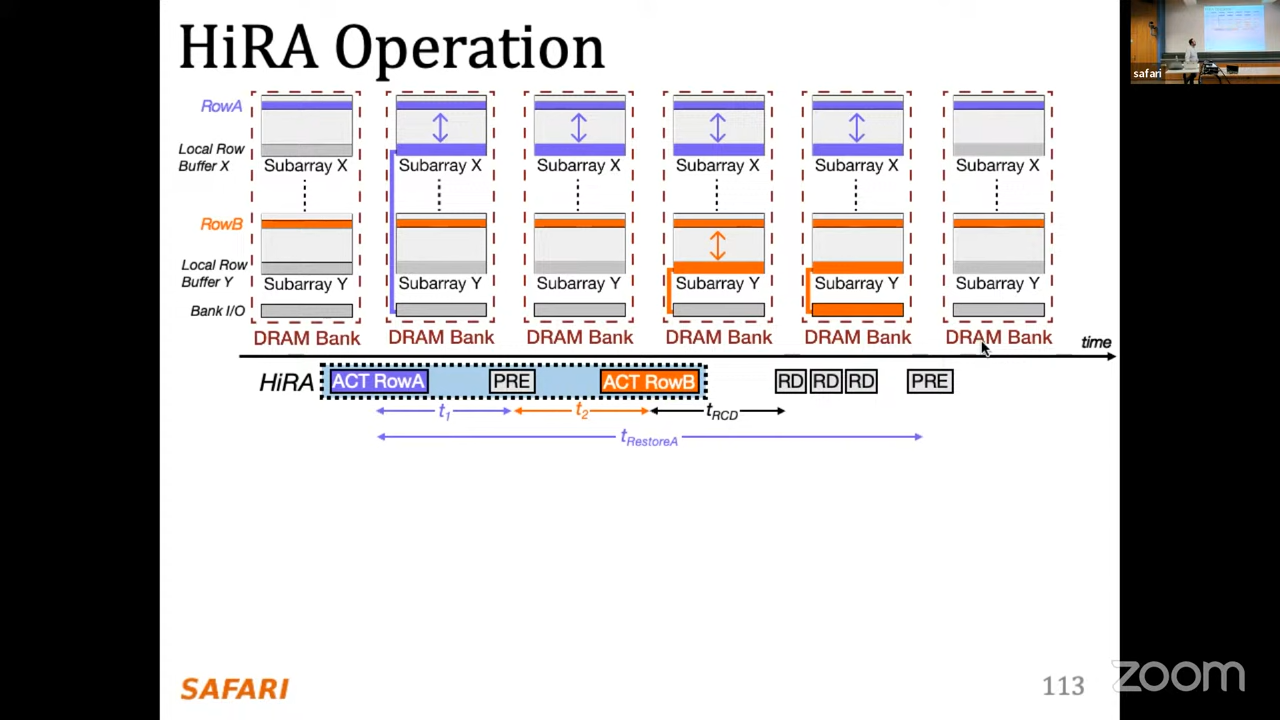 HiRA Operation
safari
RowA
Local Row
Buffer X
Subarray X Subarray X Subarray X Subarray X Subarray X Subarray X
RowB
Local Row
Buffer Y
Subarray Y Subarray Y Subarray Y Subarray Y Subarray Y Subarray Y
Bank I/O
DRAM Bank DRAM Bank DRAM Bank DRAM Bank DRAM Bank DRAM Bank
time
HiRA ACT RowA PRE ACT RowB RD RD RD PRE
t1 t2 tRCD
tRestoreA
SAFARI
113
zoom